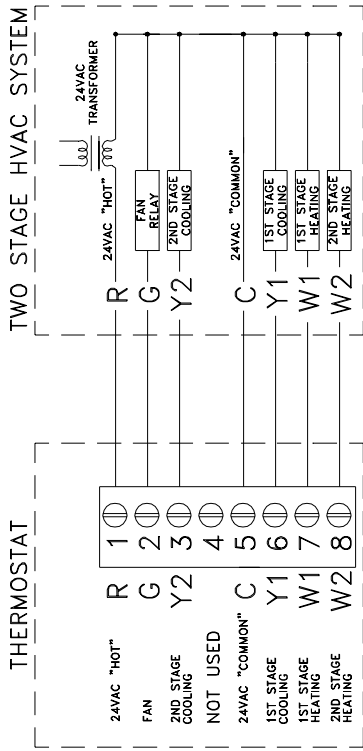 THERMOSTAT
24VAC "HOT"
R
1
FAN
G
2
2ND STAGE
COOLING
Y2
3
NOT USED
4
24VAC "COMMON"
C
5
1ST STAGE
COOLING
Y1
6
1ST STAGE
HEATING
W1
7
2ND STAGE
HEATING
W2
8
TWO STAGE HVAC SYSTEM
24VAC
TRANSFORMER
R
24VAC "HOT"
G
FAN
RELAY
Y2
2ND STAGE
COOLING
C
24VAC "COMMON"
Y1
1ST STAGE
COOLING
W1
1ST STAGE
HEATING
W2
2ND STAGE
HEATING